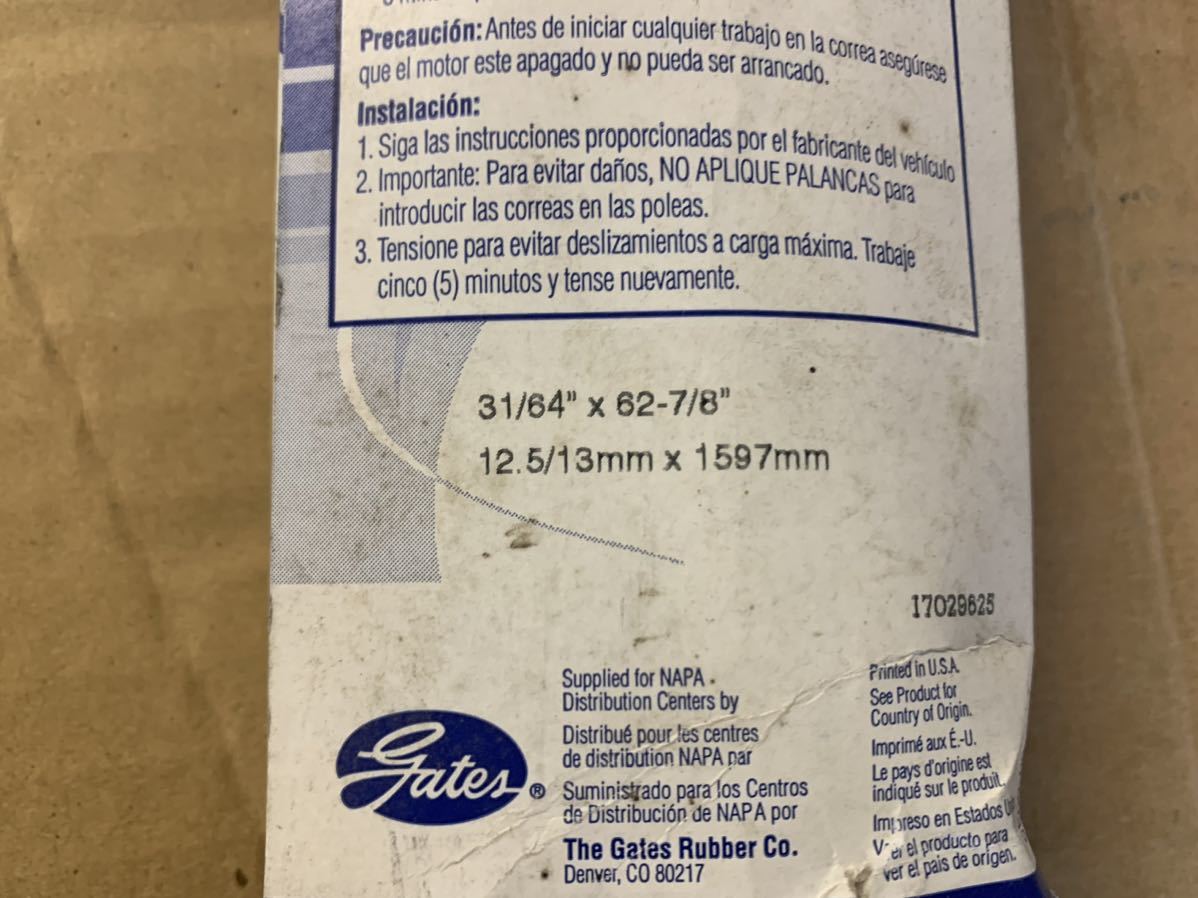 Precaución: Antes de iniciar cualquier trabajo en la correa asegúrese
que el motor este apagado y no pueda ser arrancado.
Instalación:
1. Siga las instrucciones proporcionadas por el fabricante del vehículo
2. Importante: Para evitar daños, NO APLIQUE PALANCAS para
introducir las correas en las poleas.
3. Tensione para evitar deslizamientos a carga máxima. Trabaje
cinco (5) minutos y tense nuevamente.
31/64" x 62-7/8"
12.5/13mm x 1597mm
17029625
Supplied for NAPA
Distribution Centers by
Distribué pour les centres
de distribution NAPA par
Suministrado para los Centros
de Distribución de NAPA por
The Gates Rubber Co.
Denver, CO 80217
Gates®
Printed in U.S.A.
See Product for
Country of Origin.
Imprimé aux É.-U.
Le pays d'origine est
indiqué sur le produit.
Impreso en Estados
el producto para
ver el pais de origen.